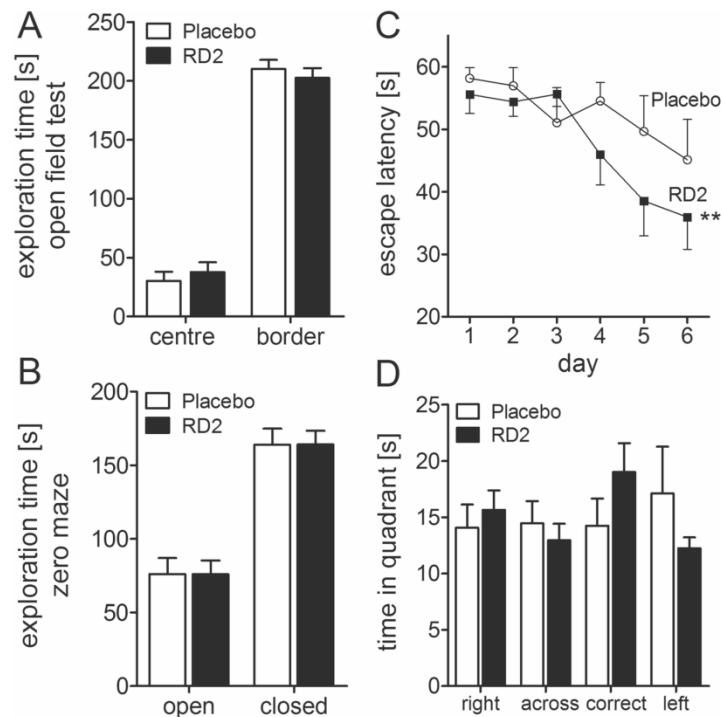 A
Placebo
RD2
exploration time [s]
open field test
250
200
150
100
50
0
centre border
B
Placebo
RD2
exploration time [s]
zero maze
200
150
100
50
0
open closed
C
escape latency [s]
60
50
40
30
20
Placebo
RD2
**
1 2 3 4 5 6
day
D
Placebo
RD2
time in quadrant [s]
25
20
15
10
5
0
right across correct left